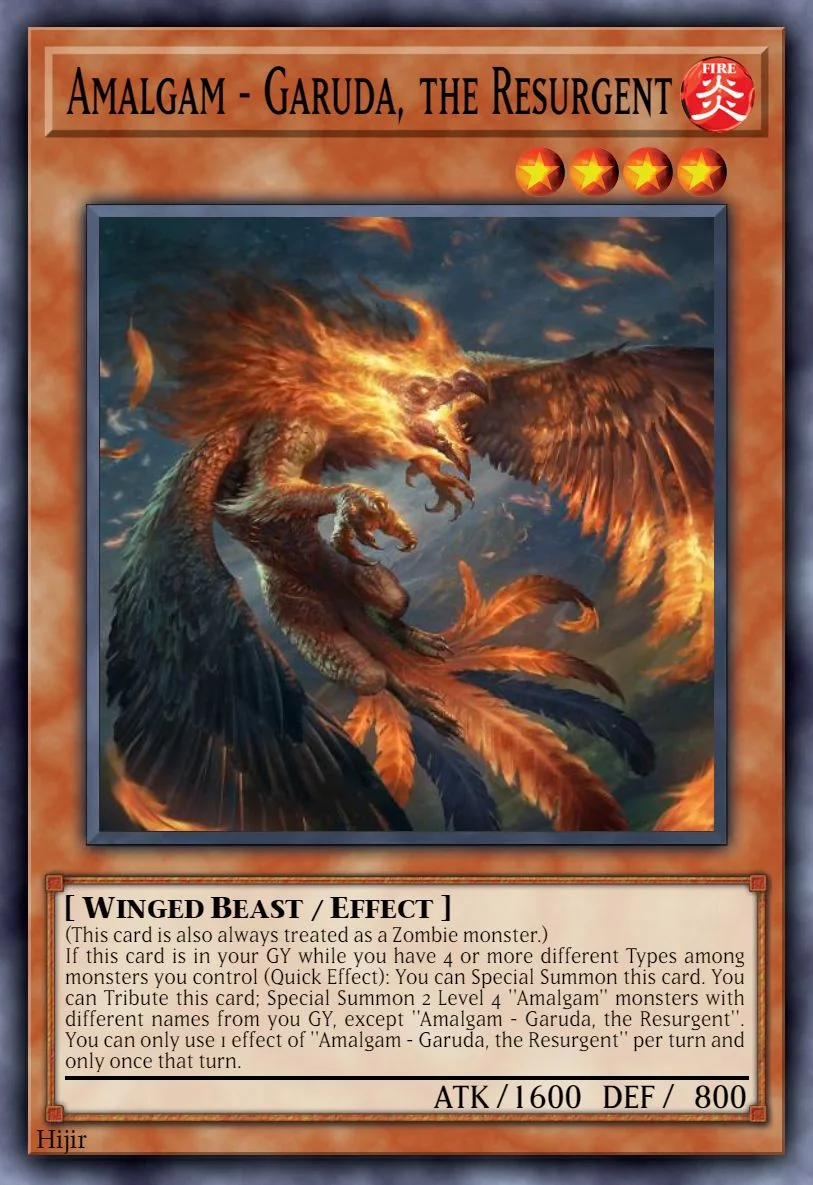 AMALGAM - GARUDA, THE RESURGENT
FIRE
炎
[ WINGED BEAST / EFFECT ]
(This card is also always treated as a Zombie monster.)
If this card is in your GY while you have 4 or more different Types among
monsters you control (Quick Effect): You can Special Summon this card. You
can Tribute this card; Special Summon 2 Level 4 "Amalgam" monsters with
different names from you GY, except "Amalgam - Garuda, the Resurgent".
You can only use 1 effect of "Amalgam - Garuda, the Resurgent" per turn and
only once that turn.
ATK / 1600 DEF / 800
Hijir